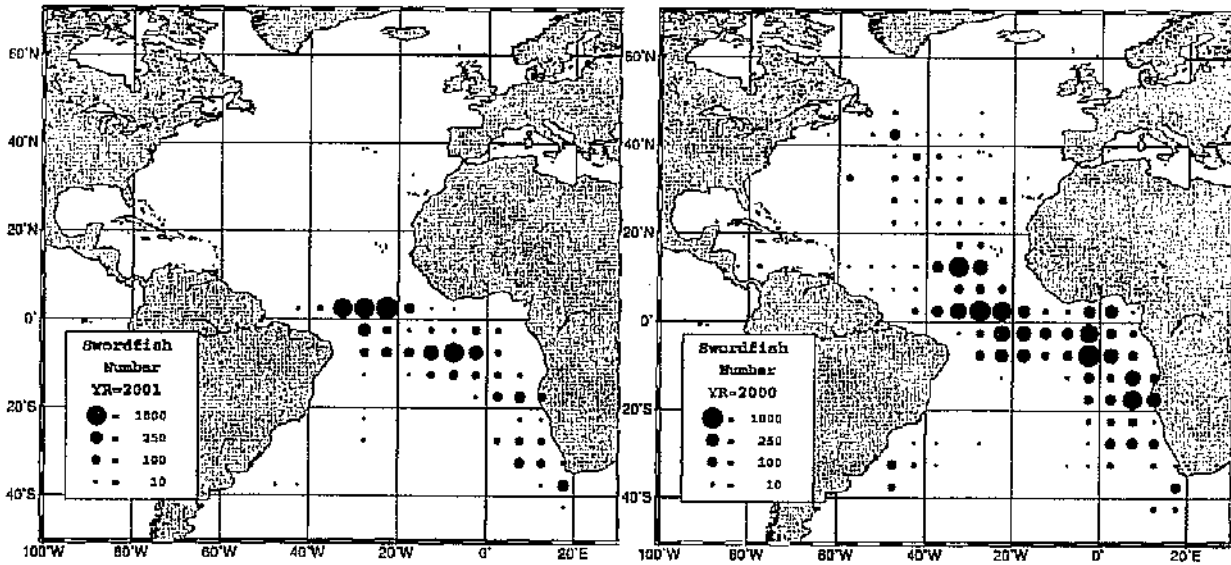 60°N
40°N
20°N
0°
20°S
40°S
Swordfish
Number
YR=2001
= 1000
= 250
= 100
= 10
100°W 80°W 60°W 40°W 20°W 0° 20°E
60°N
40°N
20°N
0°
20°S
40°S
Swordfish
Number
YR=2000
= 1000
= 250
= 100
= 10
80°W 60°W 40°W 20°W 0° 20°E